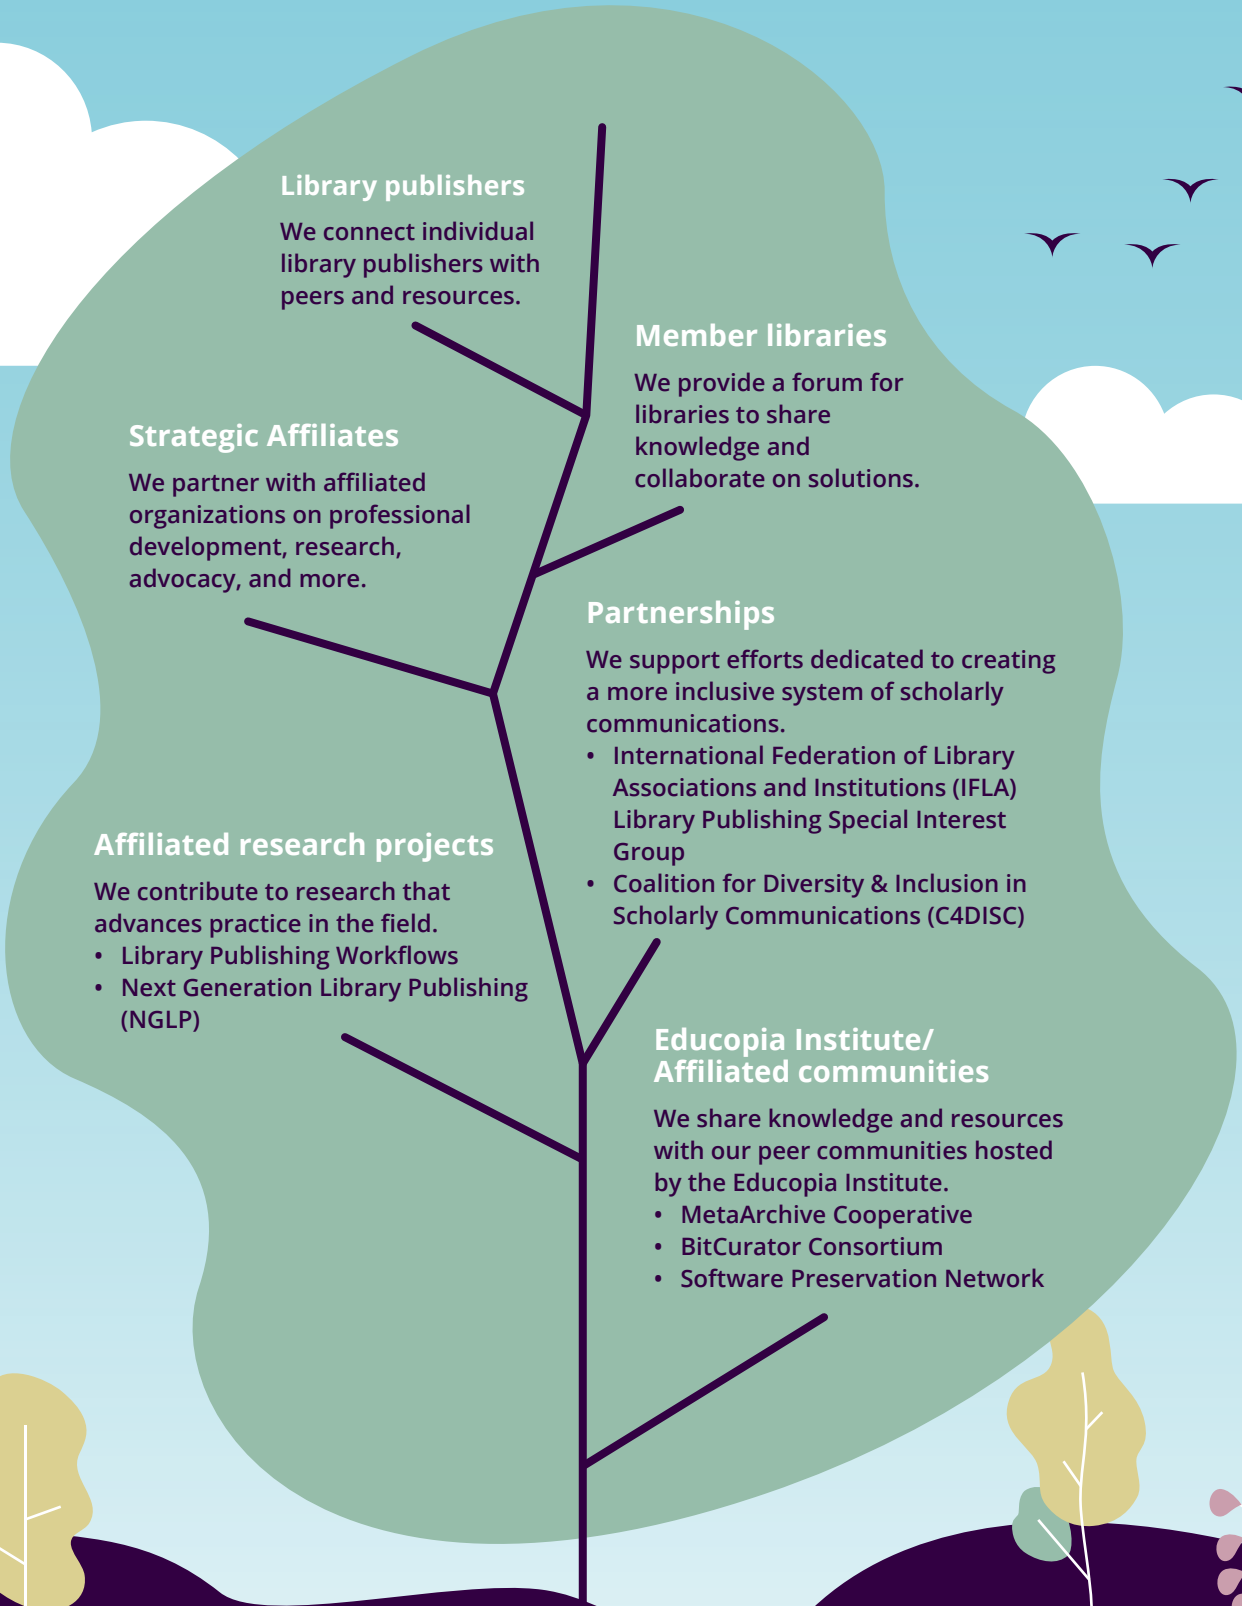 Library publishers
We connect individual
library publishers with
peers and resources.
Member libraries
We provide a forum for
libraries to share
knowledge and
collaborate on solutions.
Strategic Affiliates
We partner with affiliated
organizations on professional
development, research,
advocacy, and more.
Partnerships
We support efforts dedicated to creating
a more inclusive system of scholarly
communications.
• International Federation of Library
Associations and Institutions (IFLA)
Library Publishing Special Interest
Group
• Coalition for Diversity & Inclusion in
Scholarly Communications (C4DISC)
Affiliated research projects
We contribute to research that
advances practice in the field.
• Library Publishing Workflows
• Next Generation Library Publishing
(NGLP)
Educopia Institute/
Affiliated communities
We share knowledge and resources
with our peer communities hosted
by the Educopia Institute.
• MetaArchive Cooperative
• BitCurator Consortium
• Software Preservation Network